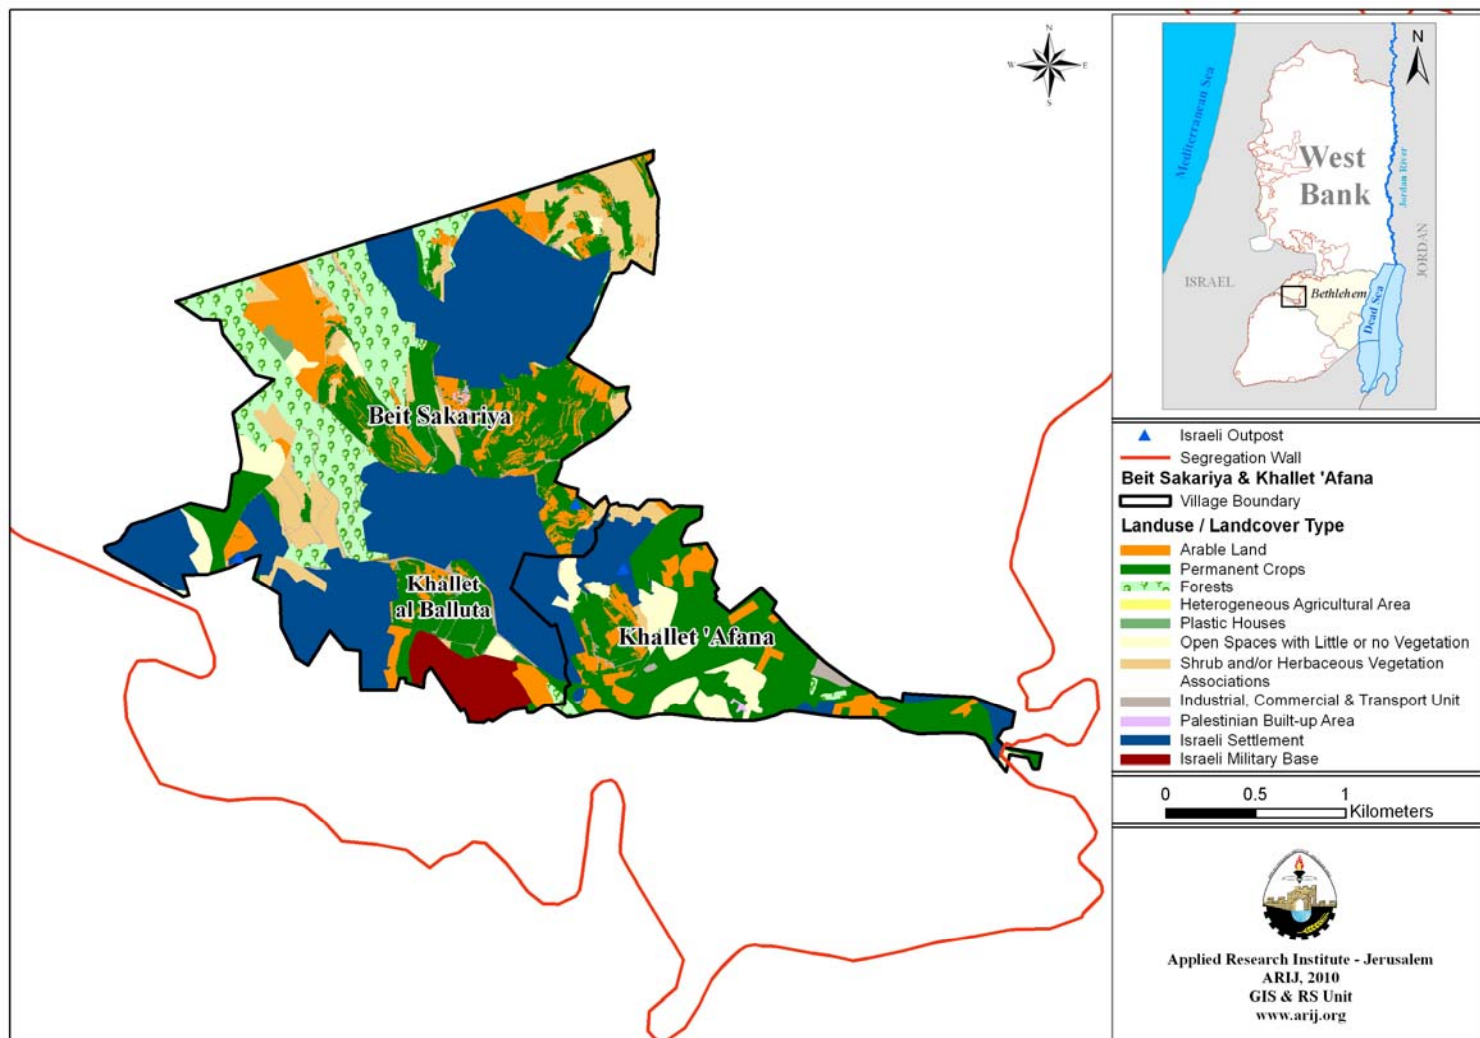 N
W
E
S
Beit Sakariya
Khallet
al Balluta
Khallet 'Afana
N
Mediterranean Sea
West
Bank
Jordan River
JORDAN
ISRAEL
Bethlehem
Dead Sea
Israeli Outpost
Segregation Wall
Beit Sakariya & Khallet 'Afana
Village Boundary
Landuse / Landcover Type
Arable Land
Permanent Crops
Forests
Heterogeneous Agricultural Area
Plastic Houses
Open Spaces with Little or no Vegetation
Shrub and/or Herbaceous Vegetation
Associations
Industrial, Commercial & Transport Unit
Palestinian Built-up Area
Israeli Settlement
Israeli Military Base
0 0.5 1
Kilometers
Applied Research Institute - Jerusalem
ARIJ, 2010
GIS & RS Unit
www.arij.org